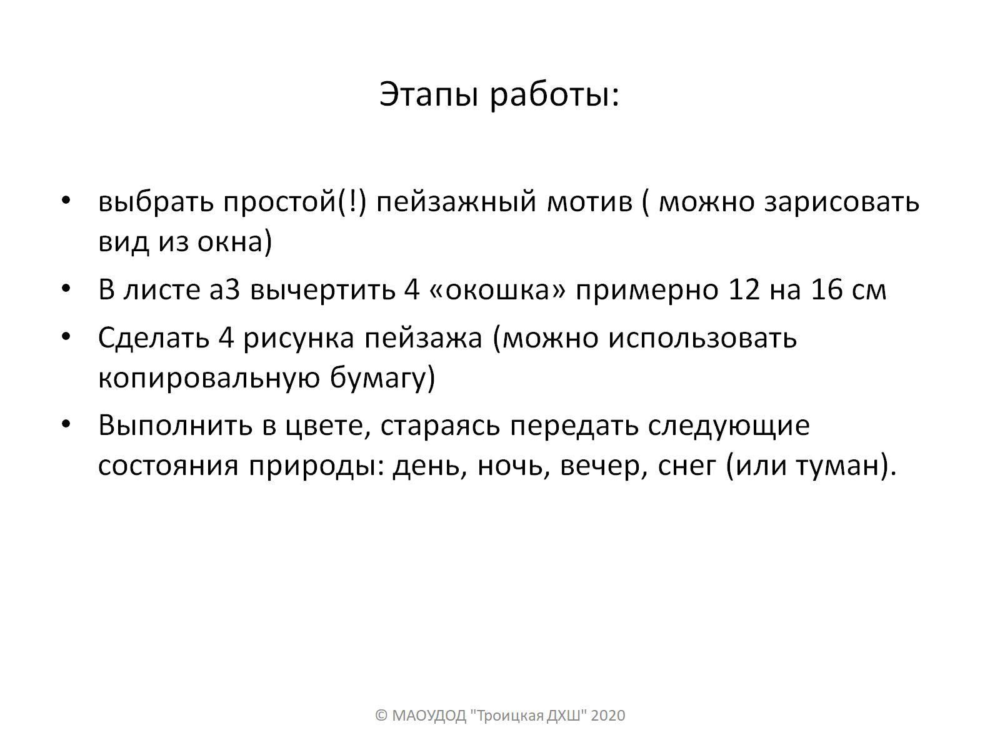 Этапы работы:
• выбрать простой(!) пейзажный мотив ( можно зарисовать
вид из окна)
• В листе а3 вычертить 4 «окошка» примерно 12 на 16 см
• Сделать 4 рисунка пейзажа (можно использовать
копировальную бумагу)
• Выполнить в цвете, стараясь передать следующие
состояния природы: день, ночь, вечер, снег (или туман).
© МАОУДОД "Троицкая ДХШ" 2020